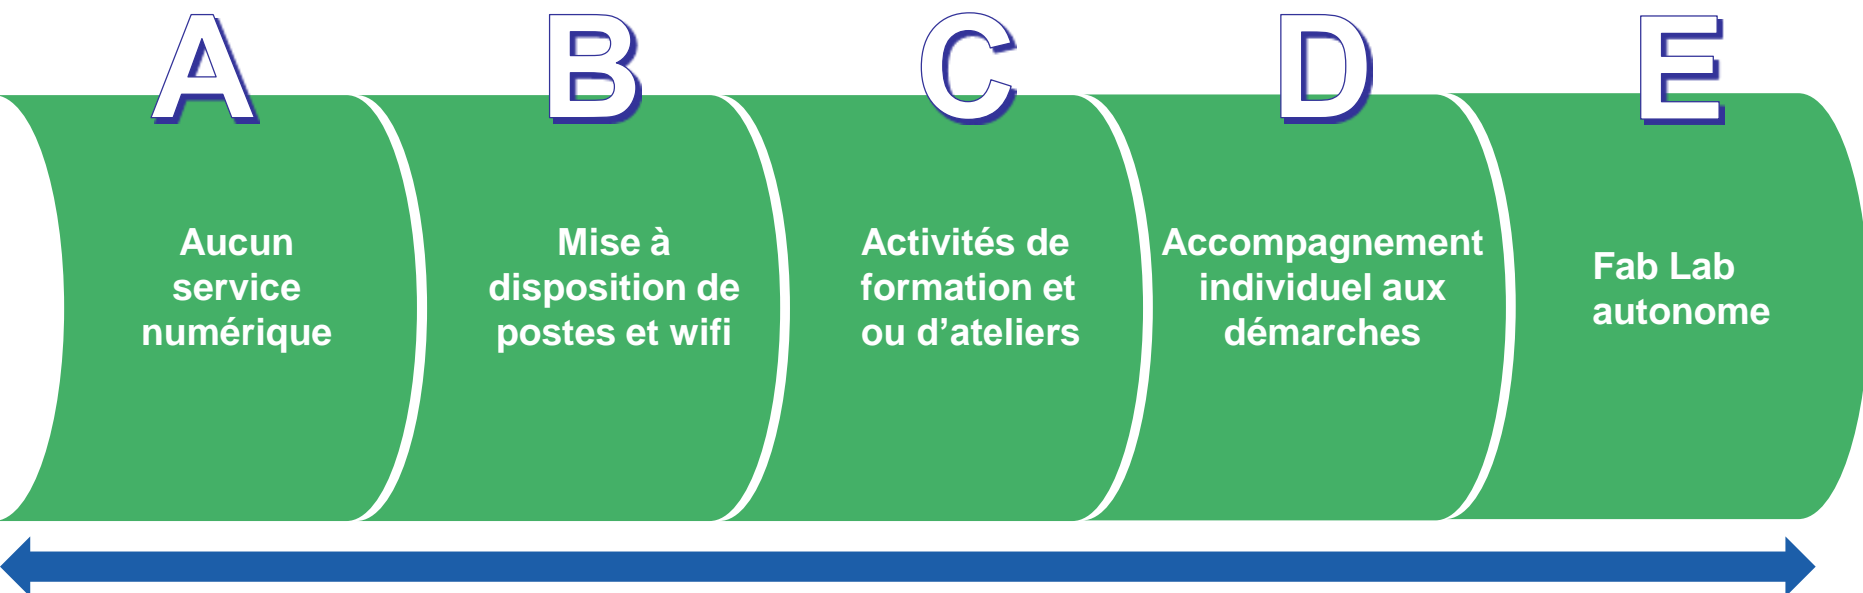 A
B
C
D
E
Aucun
service
numérique
Mise à
disposition de
postes et wifi
Activités de
formation et
ou d’ateliers
Accompagnement
individuel aux
démarches
Fab Lab
autonome